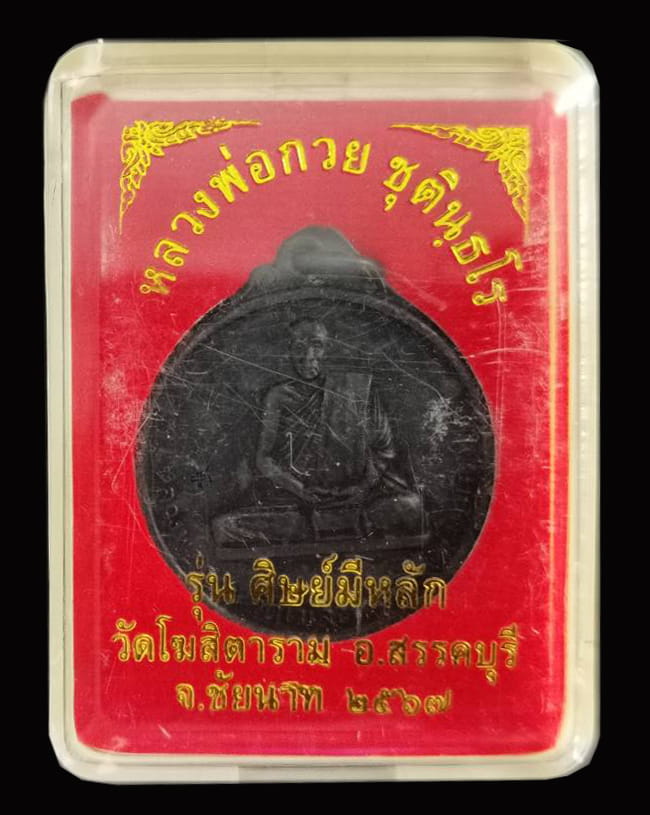 หลวงพ่อกวย ชุตินฺธโร
รุ่น ศิษย์มีหลัก
วัดโฆสิตาราม อ.สรรคบุรี
จ.ชัยนาท ๒๕๖๗